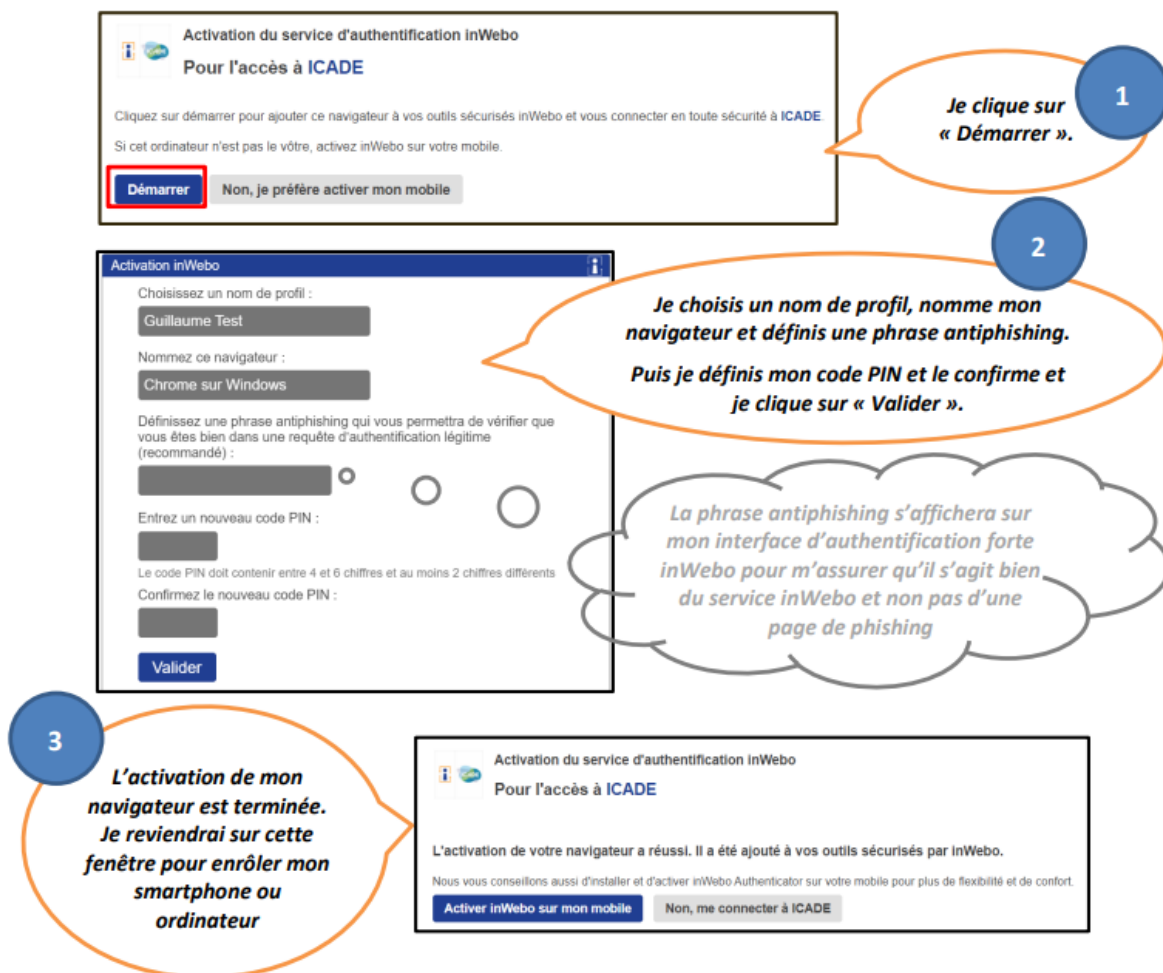 Activation du service d'authentification inWebo
Pour l'accès à ICADE
Cliquez sur démarrer pour ajouter ce navigateur à vos outils sécurisés inWebo et vous connecter en toute sécurité à ICADE.
Si cet ordinateur n'est pas le vôtre, activez inWebo sur votre mobile.
Démarrer
Non, je préfère activer mon mobile
1
Je clique sur
« Démarrer ».
Activation inWebo
Choisissez un nom de profil :
Guillaume Test
Nommez ce navigateur :
Chrome sur Windows
Définissez une phrase antiphishing qui vous permettra de vérifier que
vous êtes bien dans une requête d'authentification légitime
(recommandé) :
Entrez un nouveau code PIN :
Le code PIN doit contenir entre 4 et 6 chiffres et au moins 2 chiffres différents
Confirmez le nouveau code PIN :
Valider
2
Je choisis un nom de profil, nomme mon
navigateur et définis une phrase antiphishing.
Puis je définis mon code PIN et le confirme et
je clique sur « Valider ».
La phrase antiphishing s'affichera sur
mon interface d'authentification forte
inWebo pour m'assurer qu'il s'agit bien
du service inWebo et non pas d'une
page de phishing
3
L'activation de mon
navigateur est terminée.
Je reviendrai sur cette
fenêtre pour enrôler mon
smartphone ou
ordinateur
Activation du service d'authentification inWebo
Pour l'accès à ICADE
L'activation de votre navigateur a réussi. Il a été ajouté à vos outils sécurisés par inWebo.
Nous vous conseillons aussi d'installer et d'activer inWebo Authenticator sur votre mobile pour plus de flexibilité et de confort.
Activer inWebo sur mon mobile
Non, me connecter à ICADE